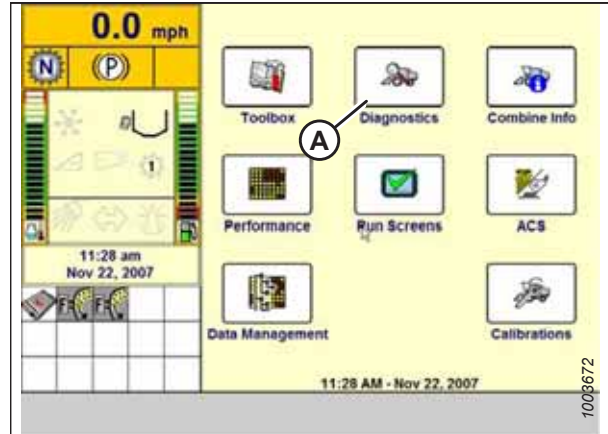 0.0 mph
N (P)
Toolbox Diagnostics Combine Info
A
1
Performance Run Screens ACS
11:28 am
Nov 22, 2007
F F
Data Management Calibrations
11:28 AM - Nov 22, 2007
1003672